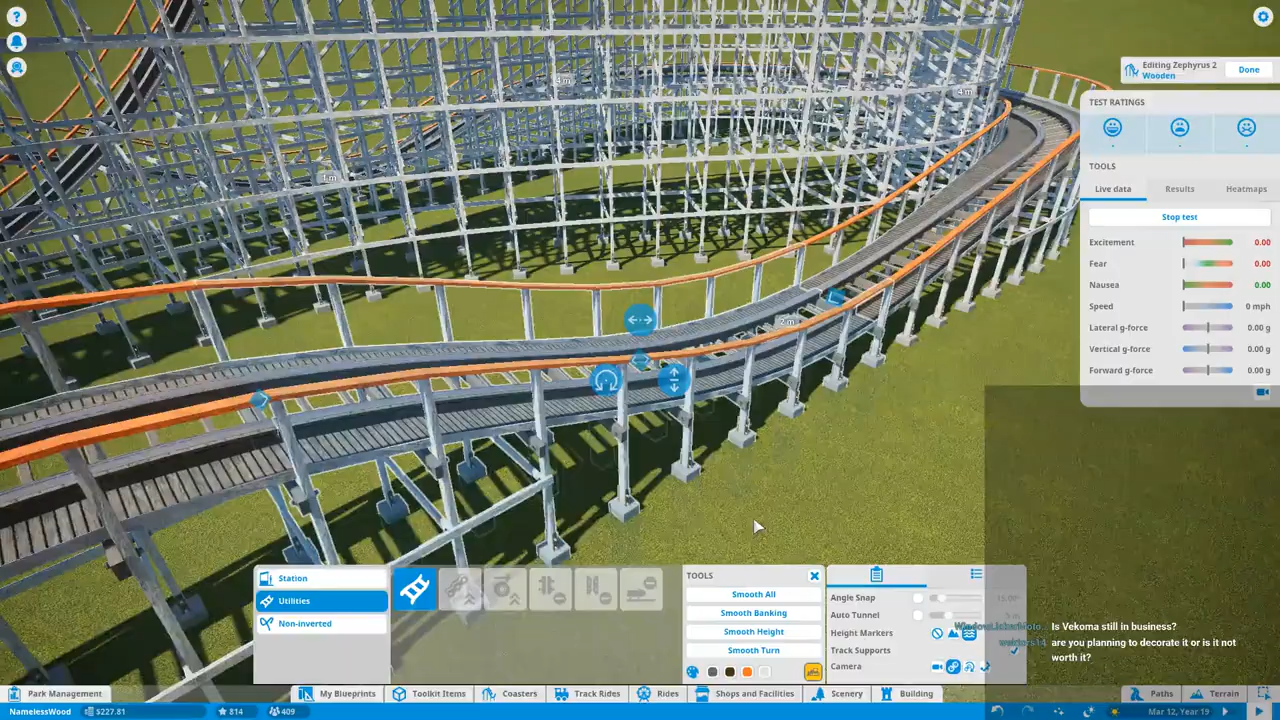 ?
Editing Zephyrus 2
Wooden
Done
TEST RATINGS
TOOLS
Live data
Results
Heatmaps
Stop test
Excitement
0.00
Fear
0.00
Nausea
0.00
Speed
0 mph
Lateral g-force
0.00 g
Vertical g-force
0.00 g
Forward g-force
0.00 g
4 m
1 m
2 m
Station
Utilities
Non-inverted
TOOLS
Smooth All
Smooth Banking
Smooth Height
Smooth Turn
Angle Snap
Auto Tunnel
Height Markers
Track Supports
Camera
Is Vekoma still in business?
are you planning to decorate it or is it not
worth it?
Park Management
My Blueprints
Toolkit Items
Coasters
Track Rides
Rides
Shops and Facilities
Scenery
Building
Paths
Terrain
NamelessWood
$227.81
814
409
Mar 12, Year 19